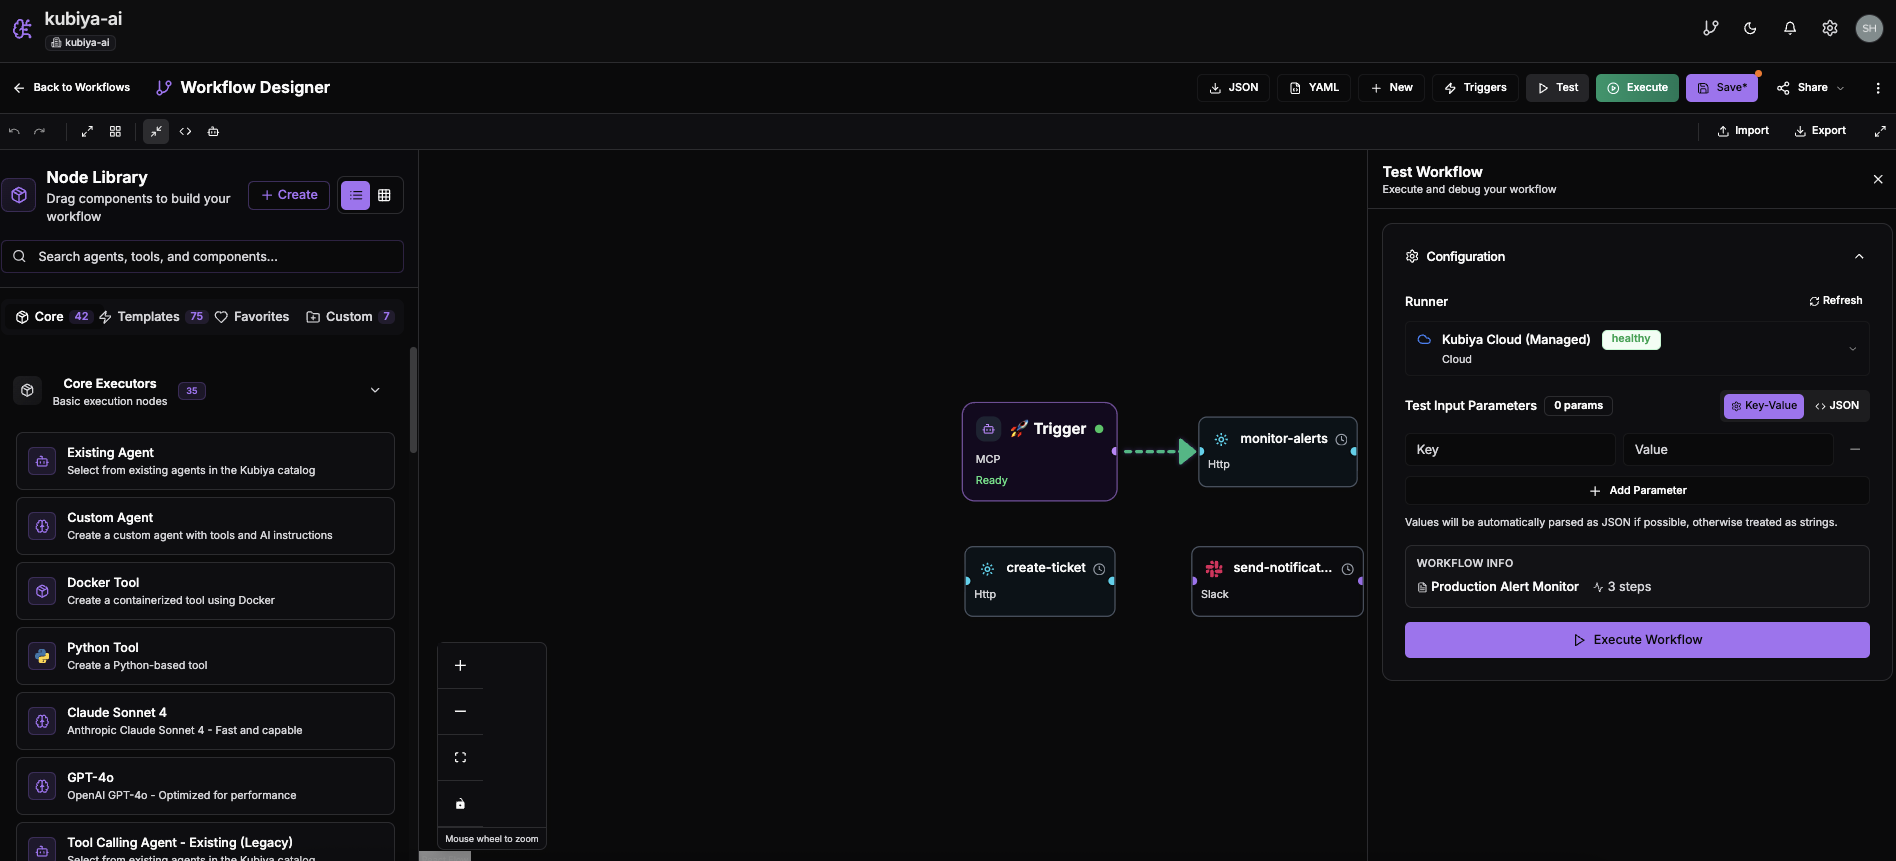 kubiya-ai
kubiya-ai
SH
Back to Workflows
Workflow Designer
JSON
YAML
New
Triggers
Test
Execute
Save*
Share
Import
Export
Node Library
Drag components to build your
workflow
Create
Search agents, tools, and components...
Core 42
Templates 75
Favorites
Custom 7
Core Executors
Basic execution nodes
35
Existing Agent
Select from existing agents in the Kubiya catalog
Custom Agent
Create a custom agent with tools and AI instructions
Docker Tool
Create a containerized tool using Docker
Python Tool
Create a Python-based tool
Claude Sonnet 4
Anthropic Claude Sonnet 4 - Fast and capable
GPT-4o
OpenAI GPT-4o - Optimized for performance
Tool Calling Agent - Existing (Legacy)
Select from existing agents in the Kubiya catalog
🚀 Trigger
MCP
Ready
monitor-alerts
Http
create-ticket
Http
send-notificat...
Slack
Mouse wheel to zoom
Test Workflow
Execute and debug your workflow
Configuration
Runner
Refresh
Kubiya Cloud (Managed)
healthy
Cloud
Test Input Parameters
0 params
Key-Value
JSON
Key
Value
Add Parameter
Values will be automatically parsed as JSON if possible, otherwise treated as strings.
WORKFLOW INFO
Production Alert Monitor
3 steps
Execute Workflow